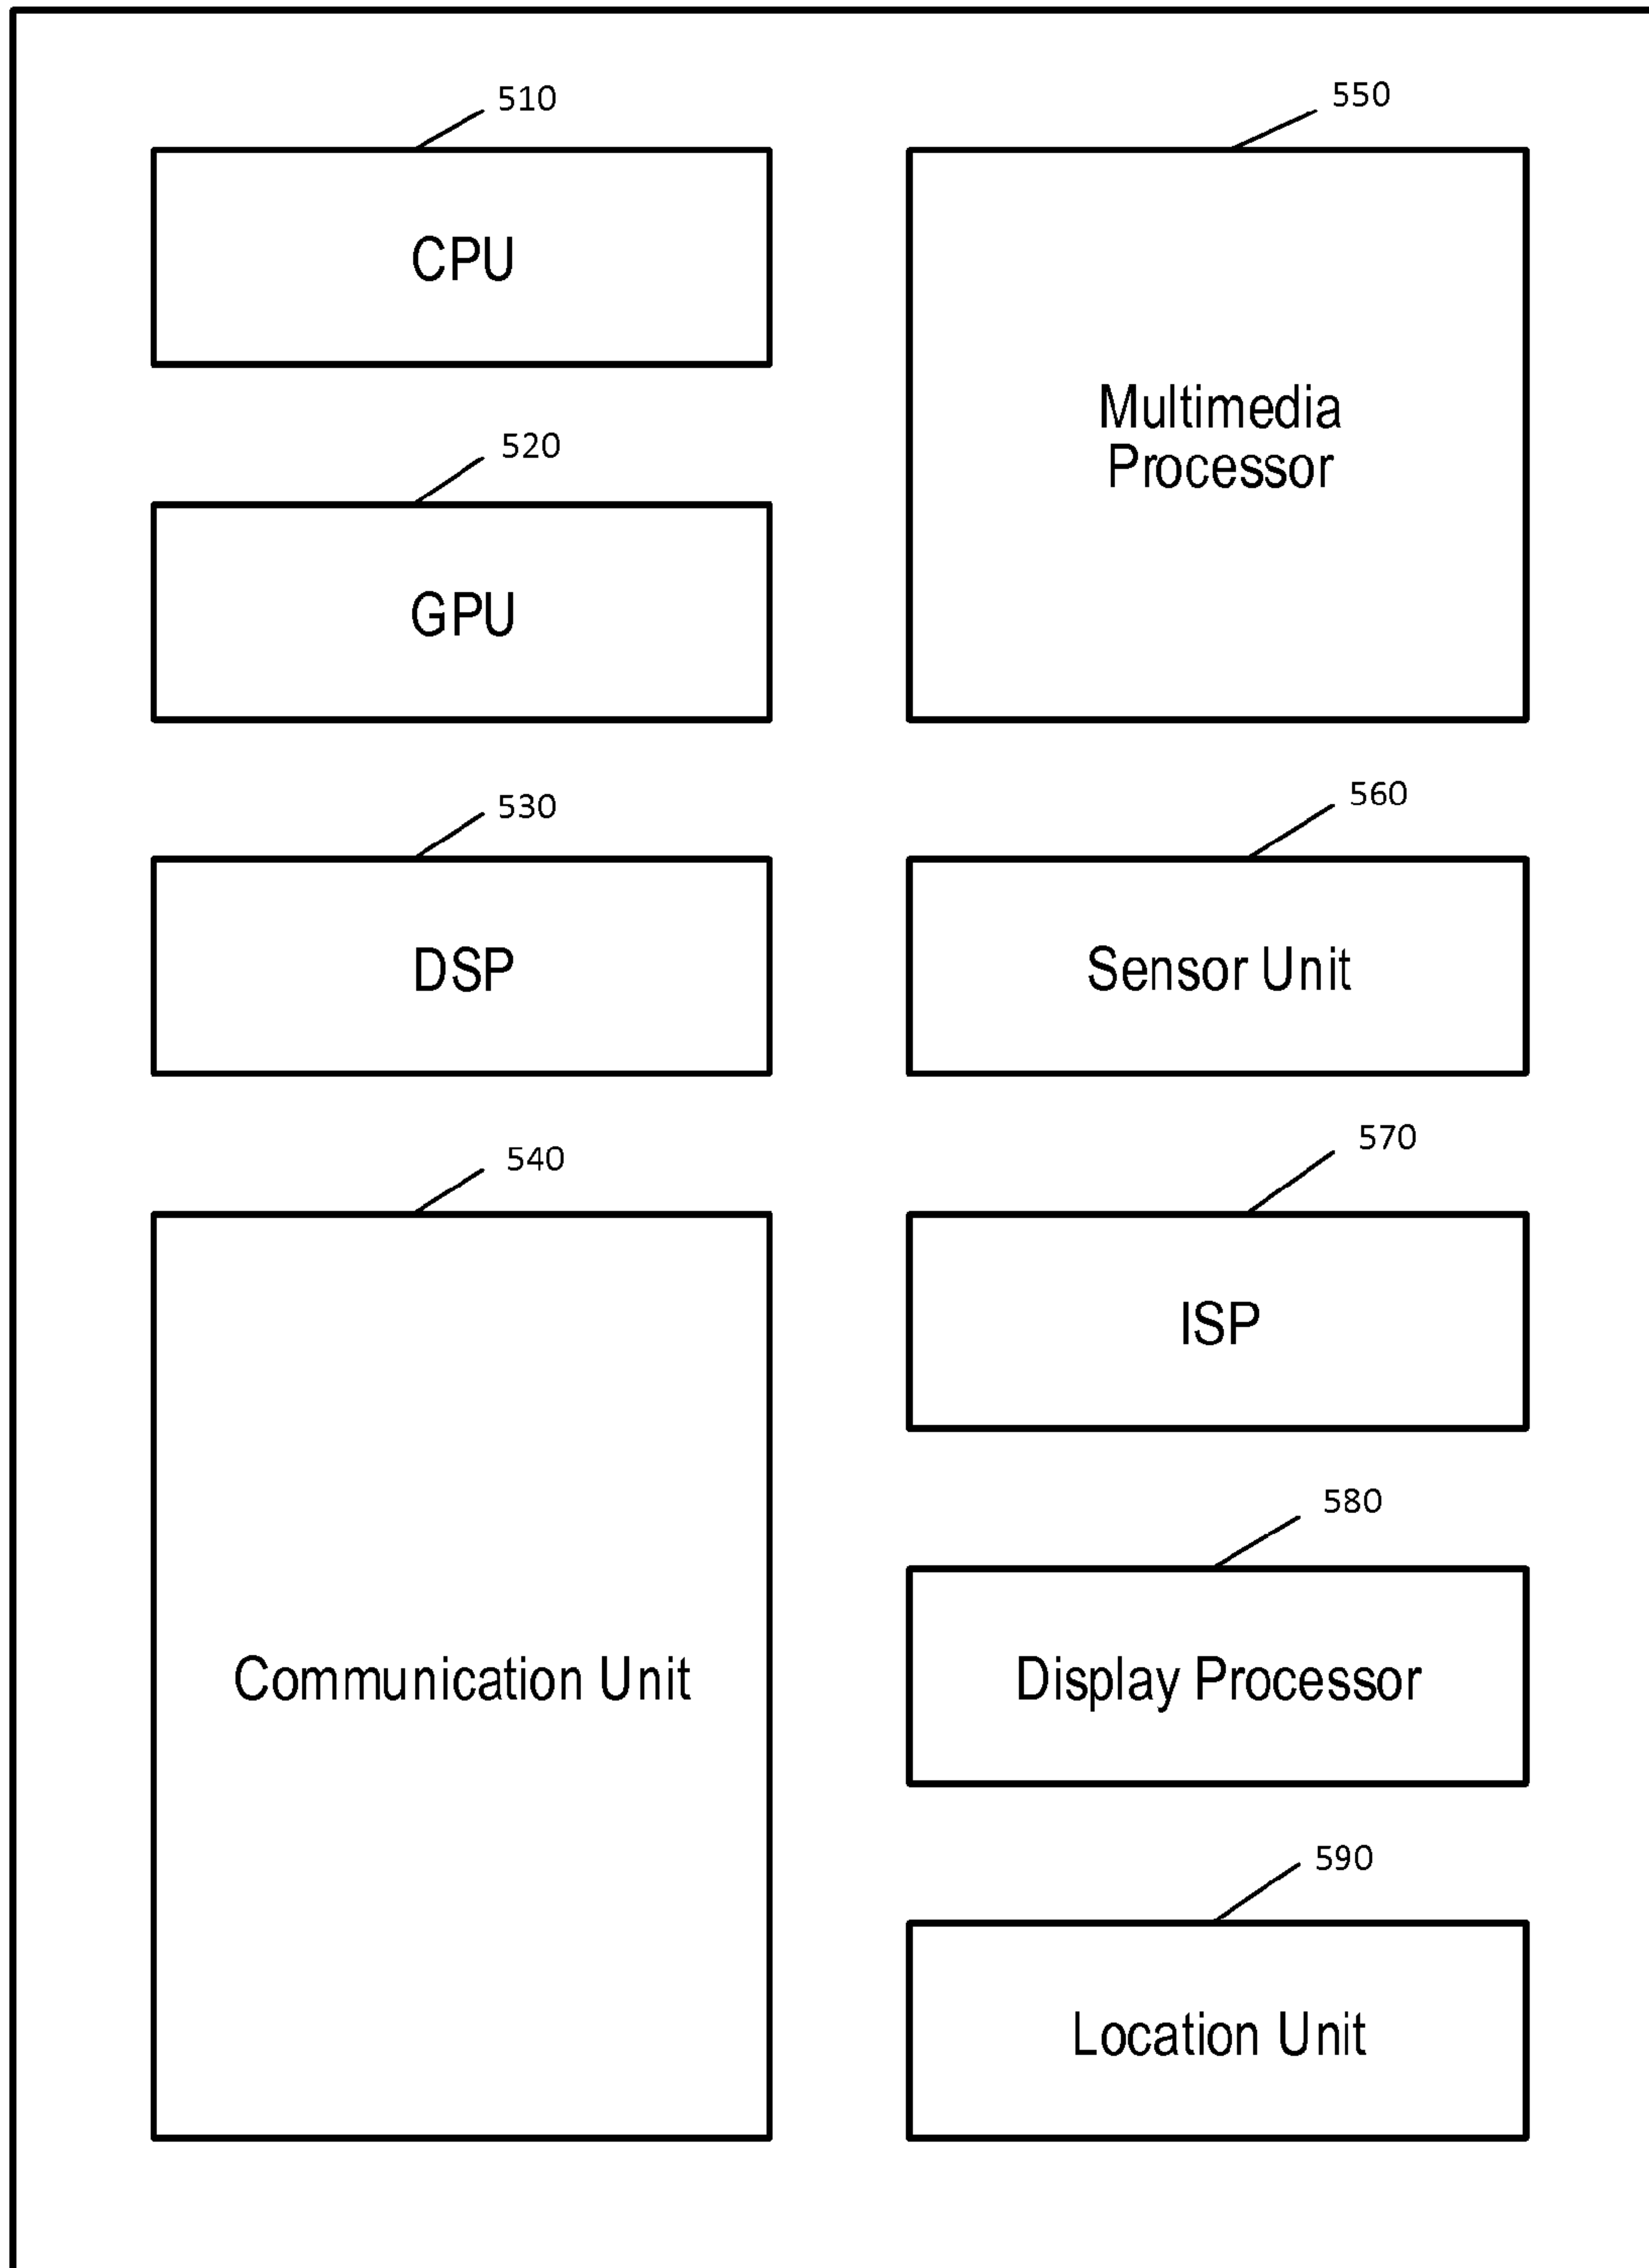 510
CPU
520
GPU
530
DSP
540
Communication Unit
550
Multimedia
Processor
560
Sensor Unit
570
ISP
580
Display Processor
590
Location Unit